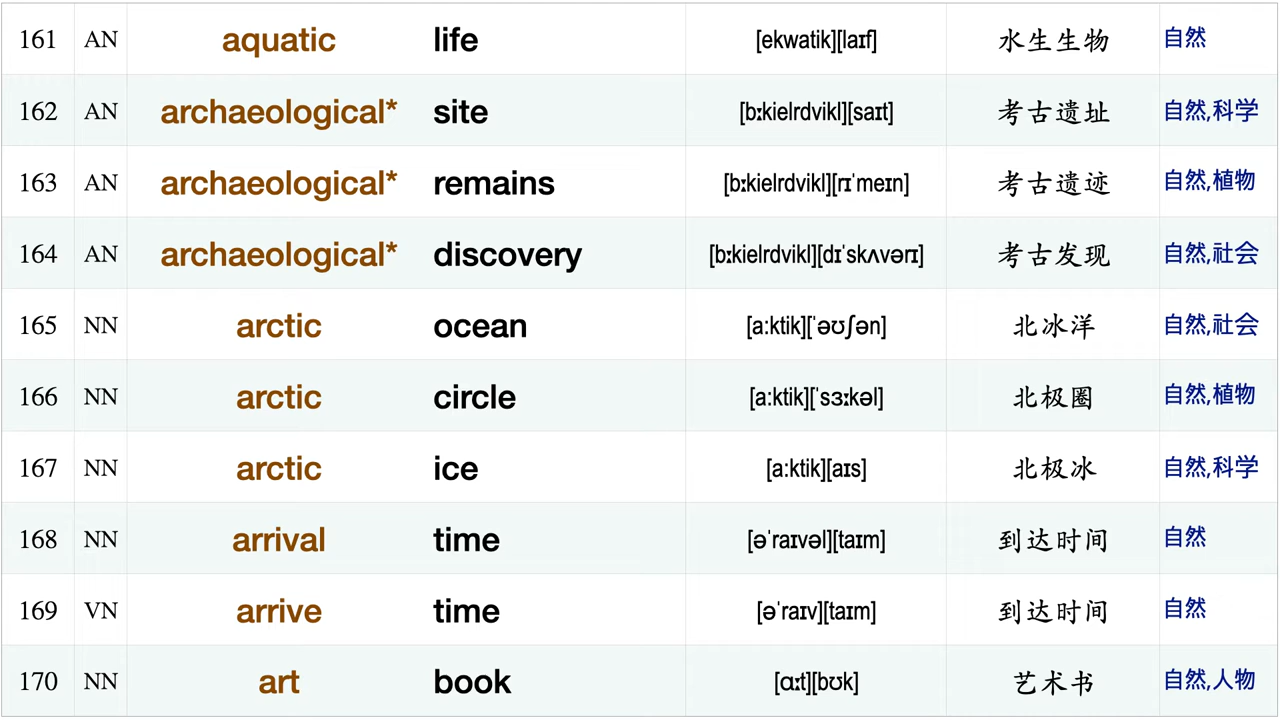 161 AN aquatic life [ekwatik][laɪf] 水生生物 自然
162 AN archaeological* site [bɪkielrdvikl][saɪt] 考古遗址 自然,科学
163 AN archaeological* remains [bɪkielrdvikl][rɪˈmeɪn] 考古遗迹 自然,植物
164 AN archaeological* discovery [bɪkielrdvikl][dɪˈskʌvərɪ] 考古发现 自然,社会
165 NN arctic ocean [a:ktik][ˈəʊʃən] 北冰洋 自然,社会
166 NN arctic circle [a:ktik][ˈsɜːkəl] 北极圈 自然,植物
167 NN arctic ice [a:ktik][aɪs] 北极冰 自然,科学
168 NN arrival time [əˈraɪvəl][taɪm] 到达时间 自然
169 VN arrive time [əˈraɪv][taɪm] 到达时间 自然
170 NN art book [ɑːt][bʊk] 艺术书 自然,人物